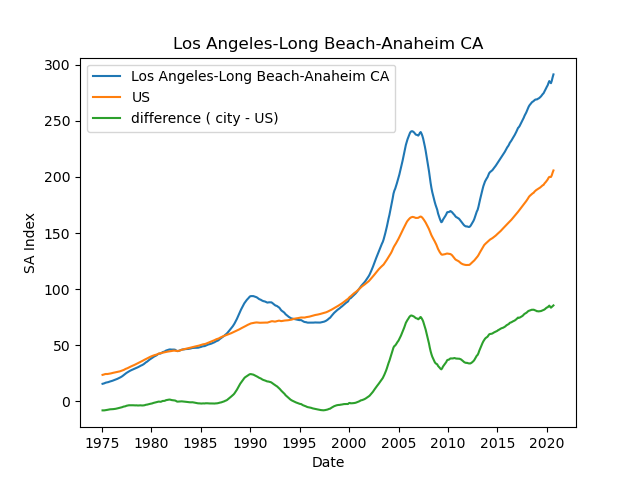 Los Angeles-Long Beach-Anaheim CA
Los Angeles-Long Beach-Anaheim CA
US
difference ( city - US)
SA Index
300
250
200
150
100
50
0
1975 1980 1985 1990 1995 2000 2005 2010 2015 2020
Date